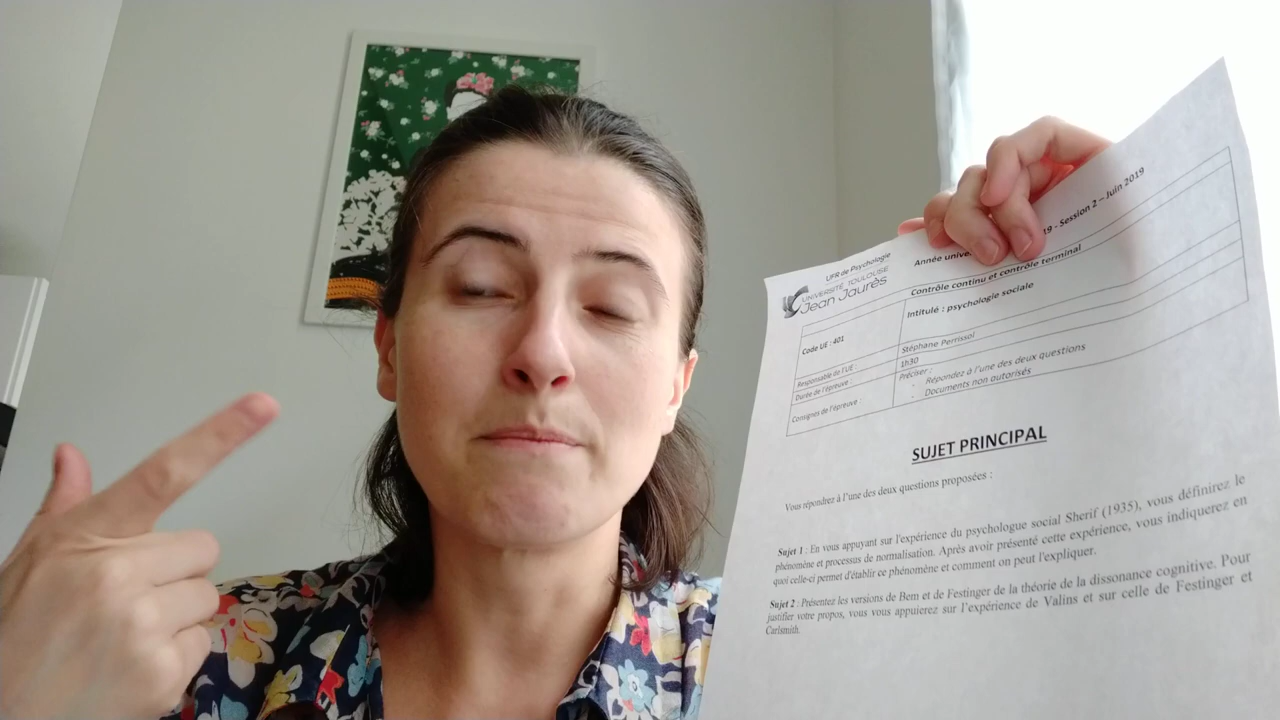 UFR de Psychologie
UNIVERSITÉ TOULOUSE
Jean Jaurès
19 - Session 2 – Juin 2019
Contrôle continu et contrôle terminal
Code UE : 401
Intitulé : psychologie sociale
Responsable de l'UE :
Stéphane Perrissol
Durée de l'épreuve :
1h30
Consignes de l'épreuve :
Préciser :
- Répondez à l'une des deux questions
- Documents non autorisés
SUJET PRINCIPAL
Vous répondrez à l'une des deux questions proposées :
Sujet 1 : En vous appuyant sur l'expérience du psychologue social Sherif (1935), vous définirez le
phénomène et processus de normalisation. Après avoir présenté cette expérience, vous indiquerez en
quoi celle-ci permet d'établir ce phénomène et comment on peut l'expliquer.
Sujet 2 : Présentez les versions de Bem et de Festinger de la théorie de la dissonance cognitive. Pour
justifier votre propos, vous vous appuierez sur l'expérience de Valins et sur celle de Festinger et
Carlsmith.